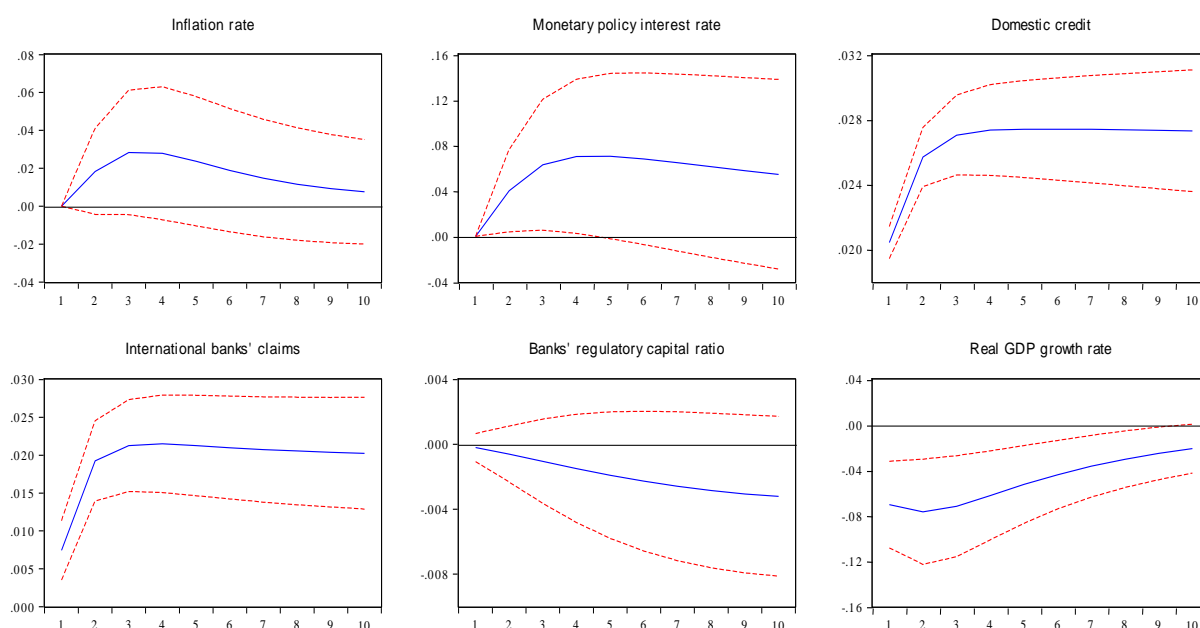 Inflation rate
.08
.06
.04
.02
.00
-.02
-.04
1 2 3 4 5 6 7 8 9 10
Monetary policy interest rate
.16
.12
.08
.04
.00
-.04
1 2 3 4 5 6 7 8 9 10
Domestic credit
.032
.028
.024
.020
1 2 3 4 5 6 7 8 9 10
International banks' claims
.030
.025
.020
.015
.010
.005
.000
1 2 3 4 5 6 7 8 9 10
Banks' regulatory capital ratio
.004
.000
-.004
-.008
1 2 3 4 5 6 7 8 9 10
Real GDP growth rate
.04
.00
-.04
-.08
-.12
-.16
1 2 3 4 5 6 7 8 9 10